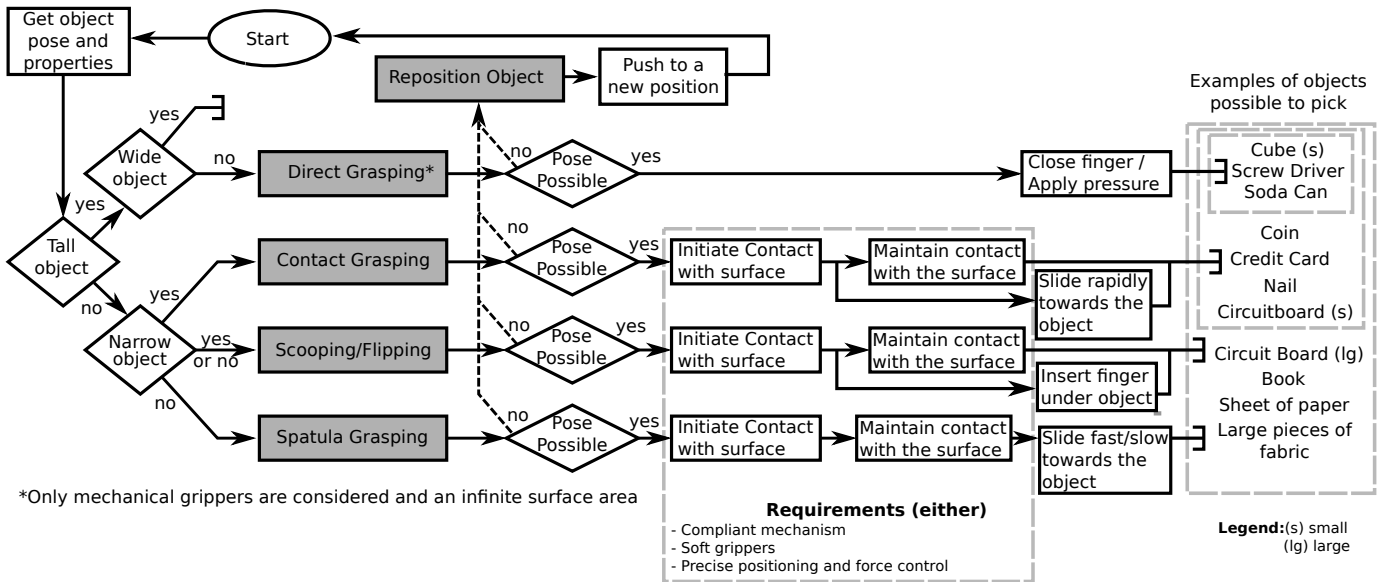 Get object
pose and
properties
Start
Reposition Object
Push to a
new position
Examples of objects
possible to pick
yes
Wide
object
no
Direct Grasping*
no
Pose
Possible
yes
Close finger /
Apply pressure
Cube (s)
Screw Driver
Soda Can
yes
Tall
object
no
Contact Grasping
no
Pose
Possible
yes
Initiate Contact
with surface
Maintain contact
with the surface
Slide rapidly
towards the
object
Coin
Credit Card
Nail
Circuitboard (s)
yes
Narrow
object
yes
or no
no
Scooping/Flipping
no
Pose
Possible
yes
Initiate Contact
with surface
Maintain contact
with the surface
Insert finger
under object
Circuit Board (lg)
Book
Sheet of paper
Large pieces of
fabric
Spatula Grasping
no
Pose
Possible
yes
Initiate Contact
with surface
Maintain contact
with the surface
Slide fast/slow
towards the
object
*Only mechanical grippers are considered and an infinite surface area
Requirements (either)
- Compliant mechanism
- Soft grippers
- Precise positioning and force control
Legend:(s) small
(lg) large